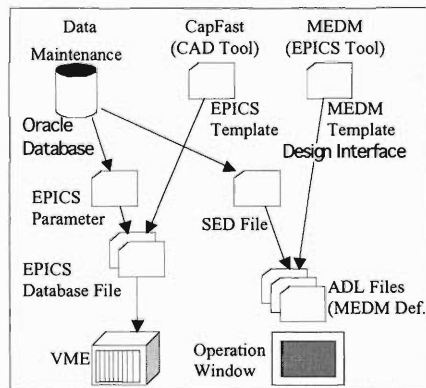 Data
Maintenance
CapFast
(CAD Tool)
MEDM
(EPICS Tool)
Oracle
Database
EPICS
Template
MEDM
Template
Design Interface
EPICS
Parameter
SED File
EPICS
Database File
ADL Files
(MEDM Def.
VME
Operation
Window